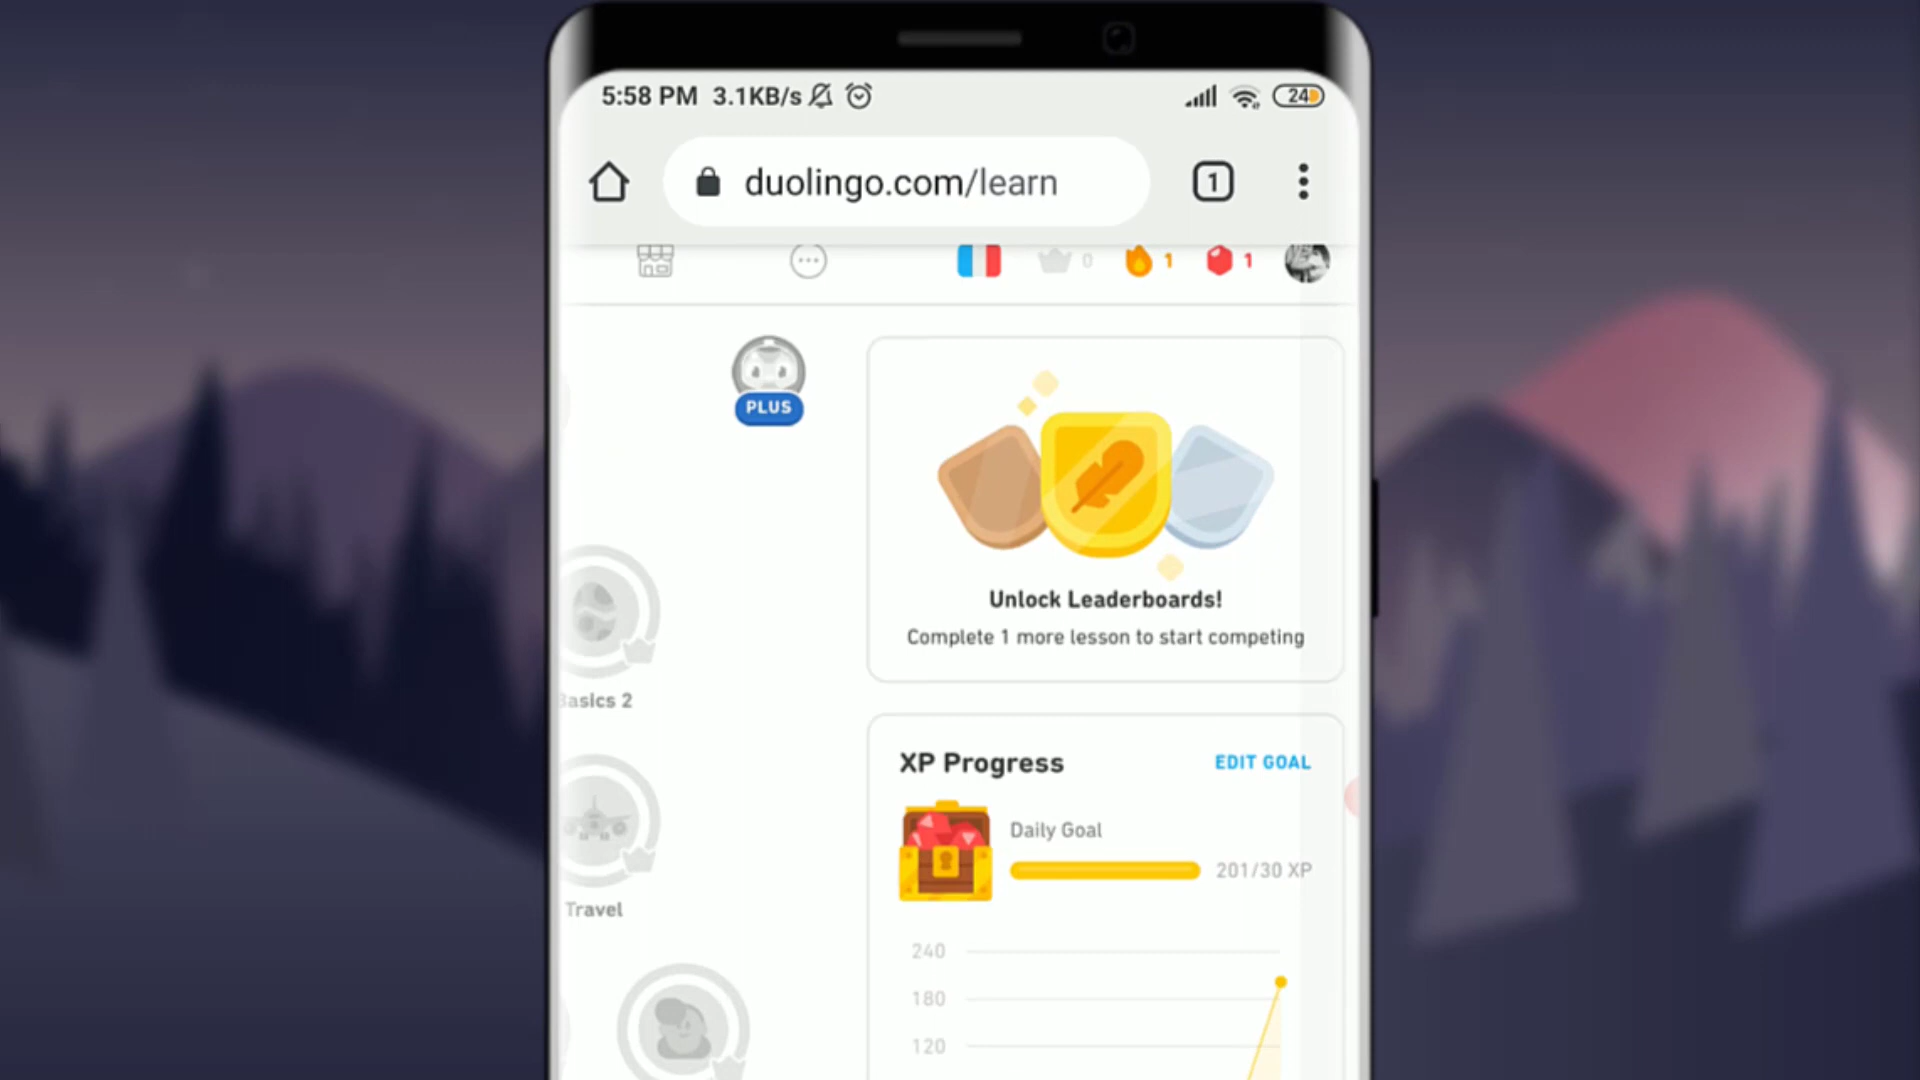 5:58 PM 3.1KB/s 24
duolingo.com/learn 1
0 1 1
PLUS
Unlock Leaderboards!
Complete 1 more lesson to start competing
Basics 2
XP Progress EDIT GOAL
Daily Goal
201/30 XP
Travel
240
180
120